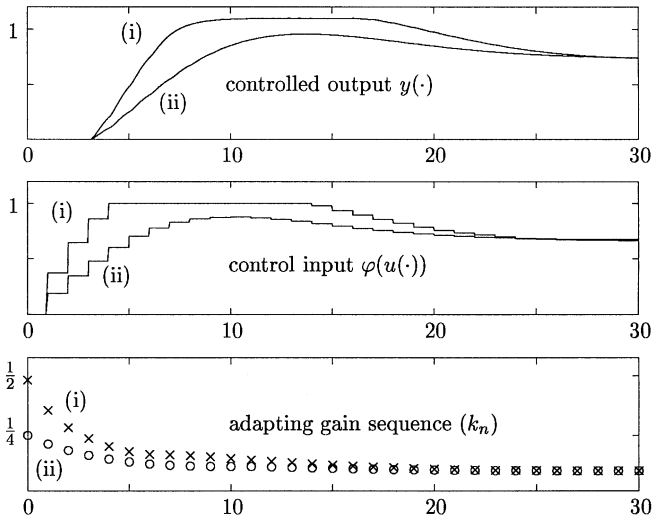 1
(i)
(ii)
controlled output y(·)
0 10 20 30
1
(i)
(ii)
control input φ(u(·))
0 10 20 30
1/2
1/4
(i)
(ii)
adapting gain sequence (kₙ)
0 10 20 30